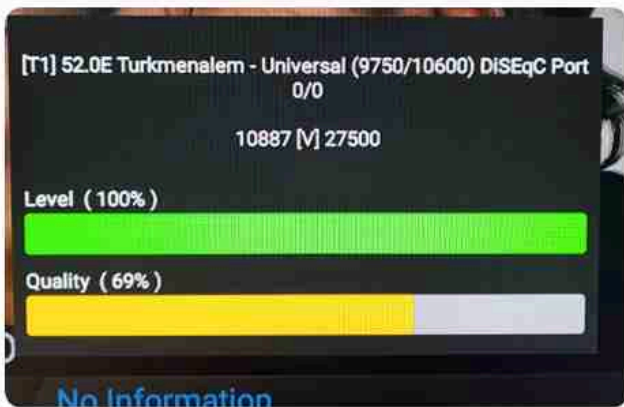 [T1] 52.0E Turkmenalem - Universal (9750/10600) DiSEqC Port
0/0
10887 [V] 27500
Level ( 100% )
Quality ( 69% )
No Information